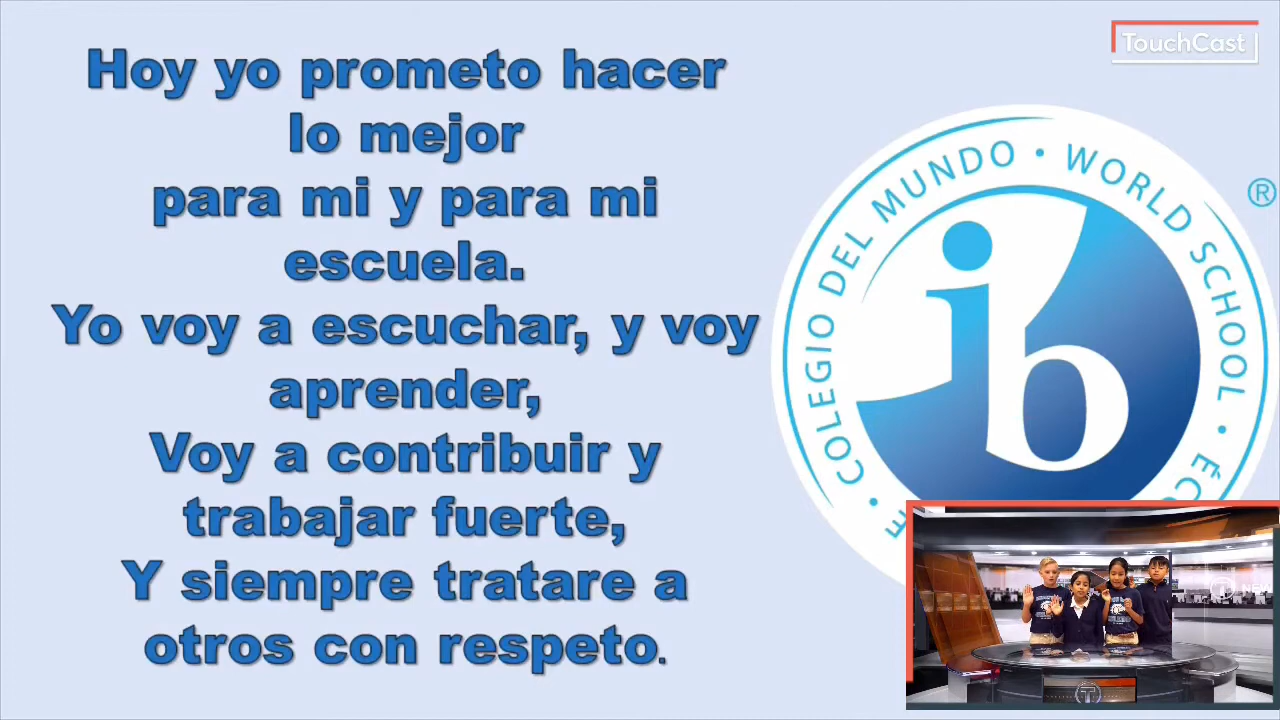 Hoy yo prometo hacer
lo mejor
para mi y para mi
escuela.
Yo voy a escuchar, y voy
aprender,
Voy a contribuir y
trabajar fuerte,
Y siempre tratare a
otros con respeto.
TouchCast
COLEGIO DEL MUNDO • WORLD SCHOOL •
®
ib